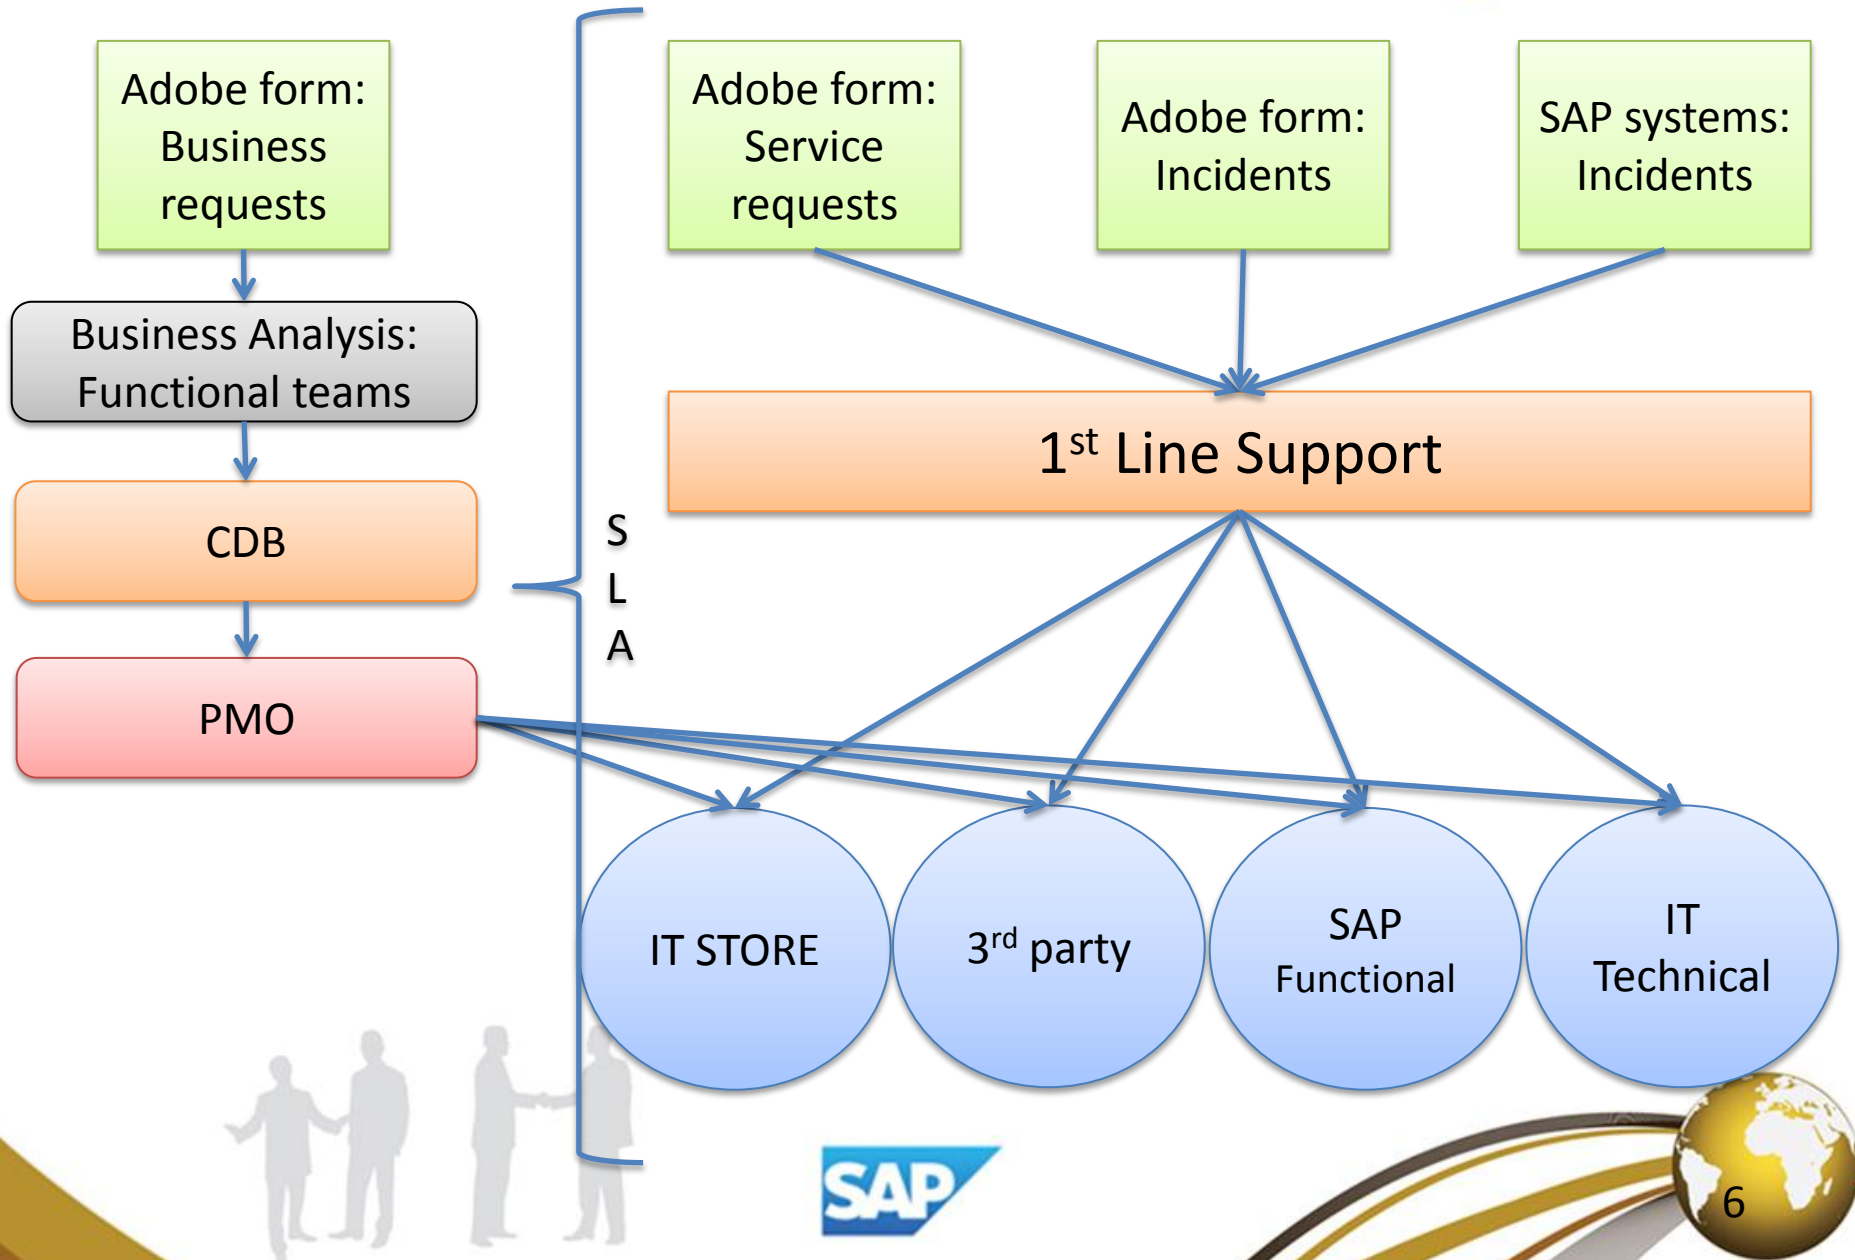 Adobe form:
Business
requests
Business Analysis:
Functional teams
CDB
PMO
S
L
A
Adobe form:
Service
requests
Adobe form:
Incidents
SAP systems:
Incidents
1st Line Support
IT STORE
3rd party
SAP
Functional
IT
Technical
SAP
6